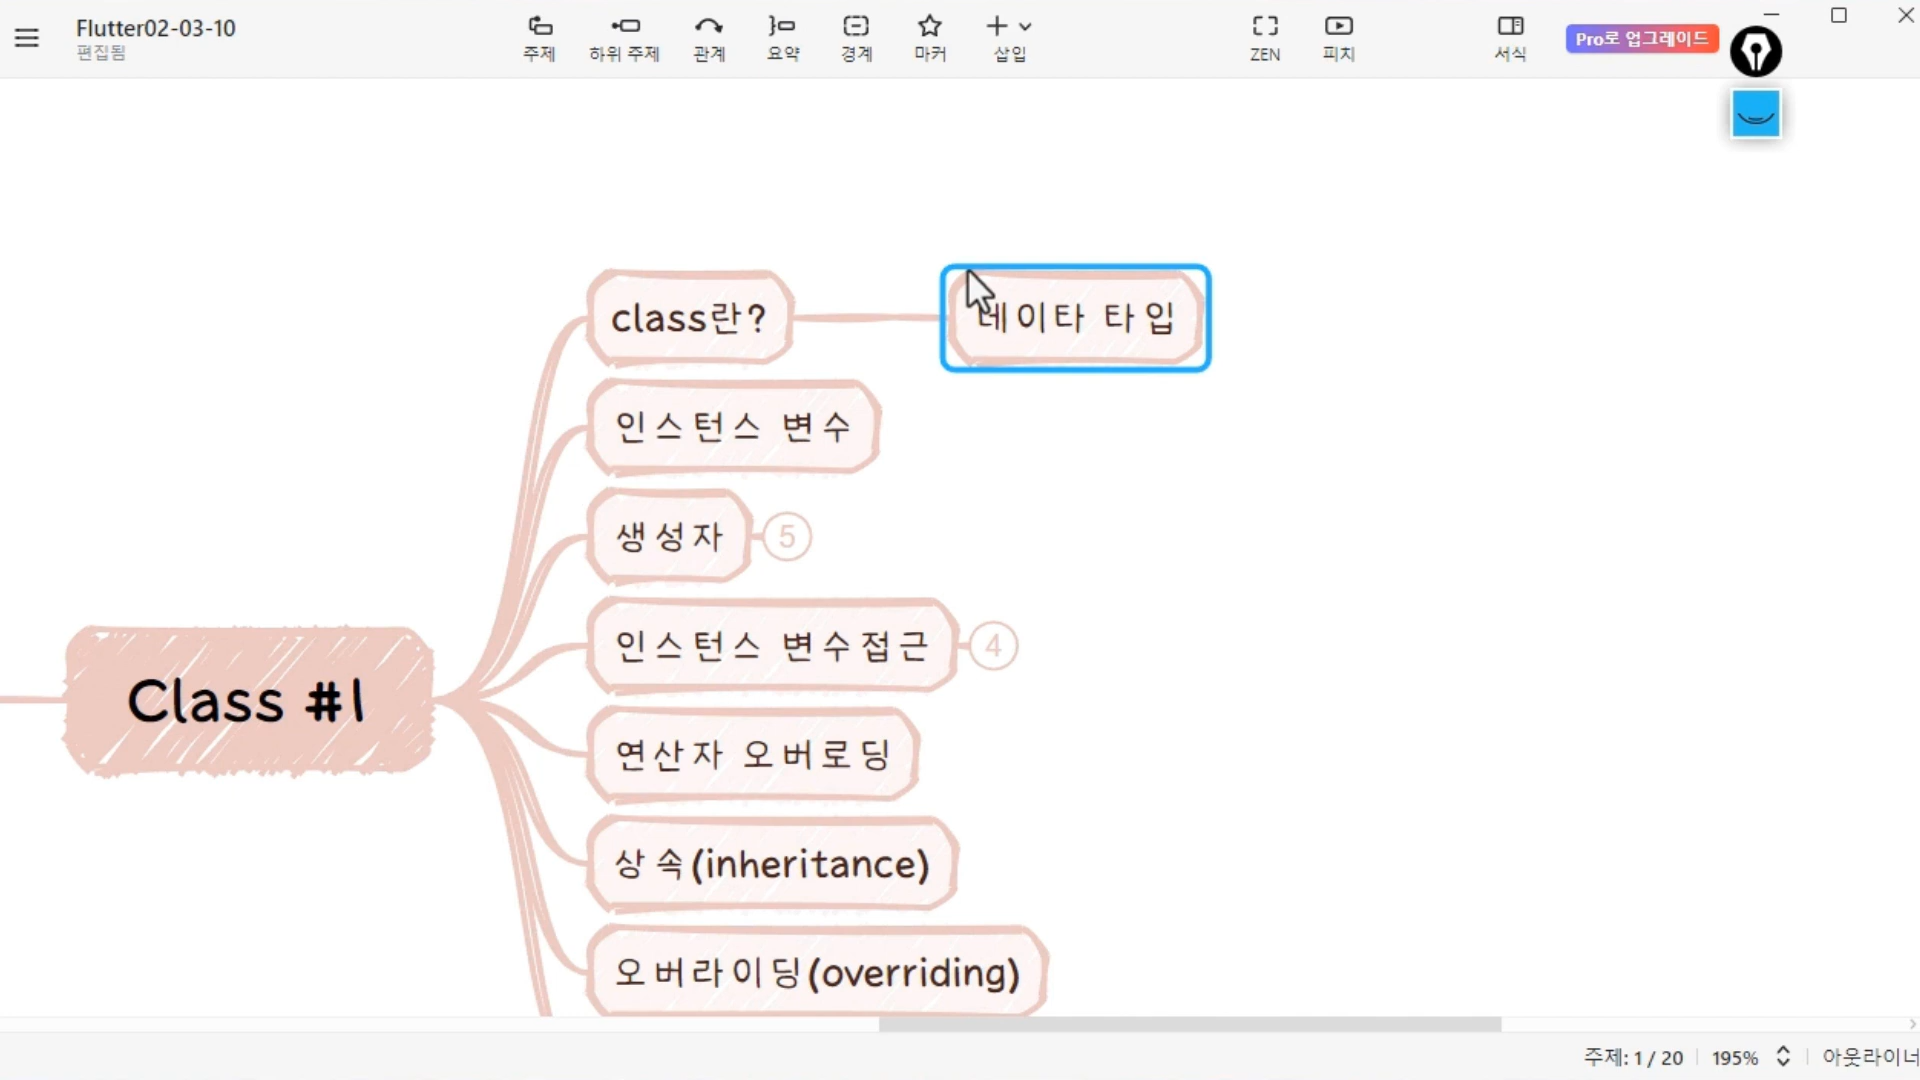 Flutter02-03-10
편집됨
주제
하위 주제
관계
요약
경계
마커
삽입
ZEN
피치
서식
Pro로 업그레이드
class란?
데이타 타입
인스턴스 변수
생성자
5
인스턴스 변수접근
4
연산자 오버로딩
Class #1
상속(inheritance)
오버라이딩(overriding)
주제: 1 / 20
195%
아웃라이너